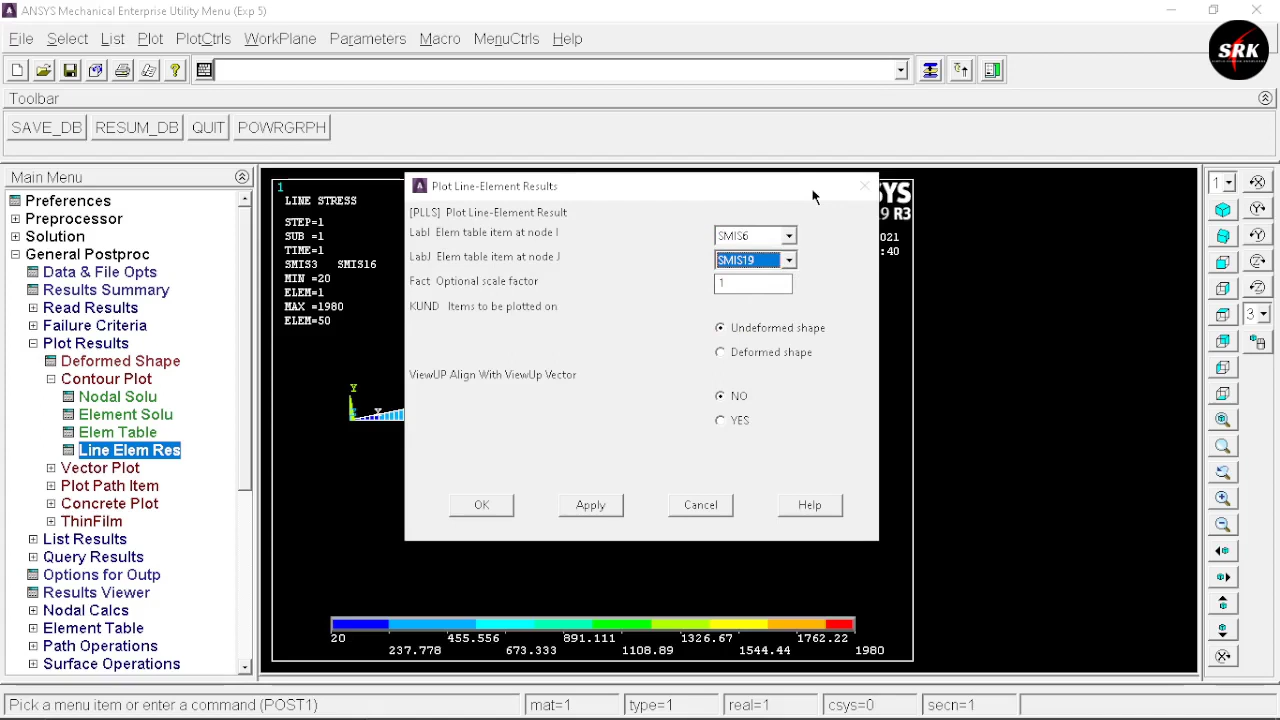 ANSYS Mechanical Enterprise Utility Menu (Exp 5)
File Select List Plot PlotCtrls WorkPlane Parameters Macro MenuCtrls Help
SRK
Toolbar
SAVE_DB RESUM_DB QUIT POWRGRPH
Main Menu
Preferences
Preprocessor
Solution
General Postproc
Data & File Opts
Results Summary
Read Results
Failure Criteria
Plot Results
Deformed Shape
Contour Plot
Nodal Solu
Element Solu
Elem Table
Line Elem Res
Vector Plot
Plot Path Item
Concrete Plot
ThinFilm
List Results
Query Results
Options for Outp
Results Viewer
Nodal Calcs
Element Table
Path Operations
Surface Operations
1
LINE STRESS
STEP=1
SUB =1
TIME=1
SMIS3 SMIS16
MIN =20
ELEM=1
MAX =1980
ELEM=50
Y
YS
19 R3
021
:40
Plot Line-Element Results
[PLLS] Plot Line-Element Result
LabI Elem table item at node I SMIS6
LabJ Elem table item at node J SMIS19
Fact Optional scale factor 1
KUND Items to be plotted on
Undeformed shape
Deformed shape
ViewUP Align With ViewUp Vector
NO
YES
OK Apply Cancel Help
20 455.556 891.111 1326.67 1762.22
237.778 673.333 1108.89 1544.44 1980
1
3
Pick a menu item or enter a command (POST1) mat=1 type=1 real=1 csys=0 secn=1